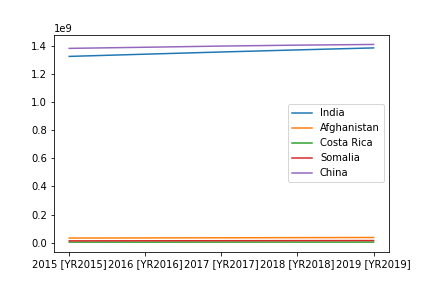 1e9
1.4
1.2
1.0
0.8
0.6
0.4
0.2
0.0
India
Afghanistan
Costa Rica
Somalia
China
2015 [YR2015] 2016 [YR2016] 2017 [YR2017] 2018 [YR2018] 2019 [YR2019]